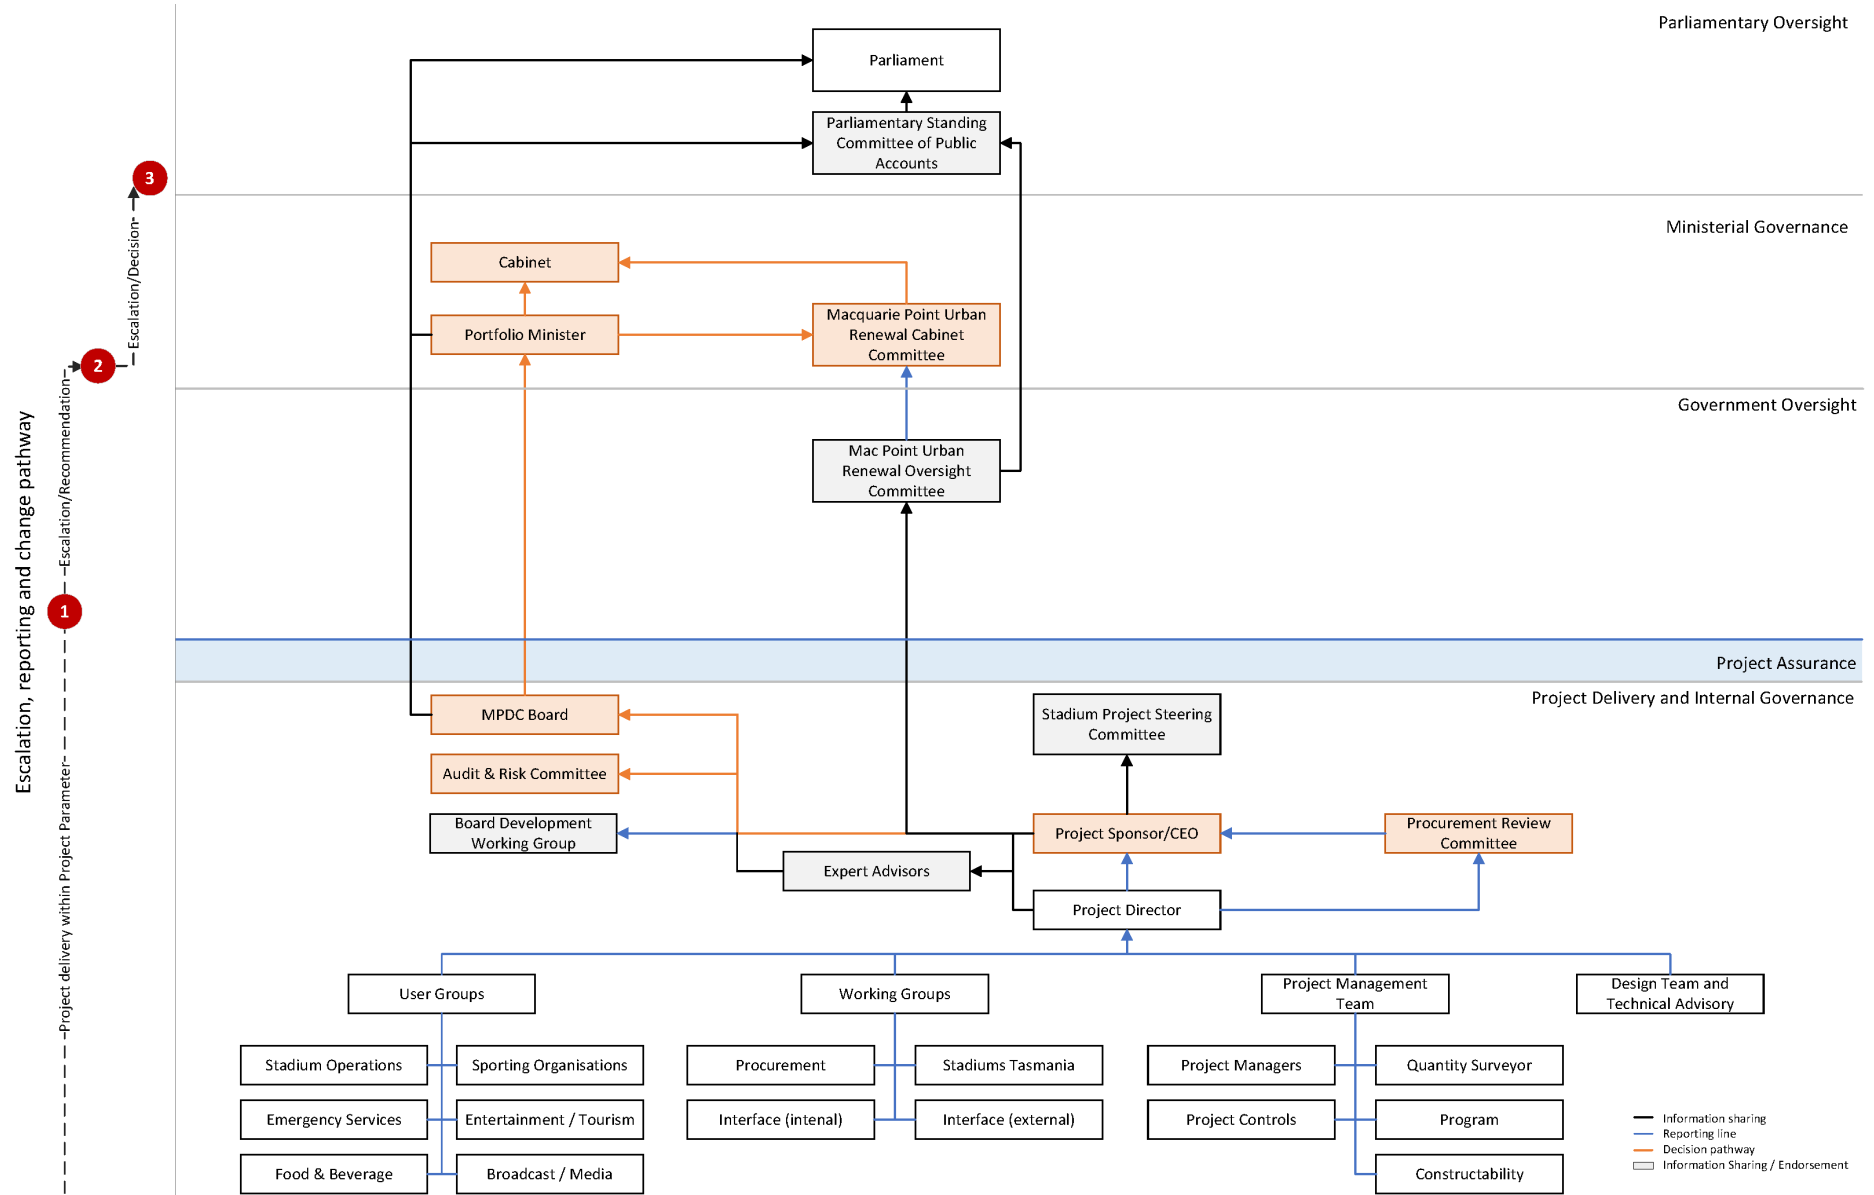 Parliamentary Oversight
Parliament
Parliamentary Standing
Committee of Public
Accounts
3
Ministerial Governance
Cabinet
Portfolio Minister
Macquarie Point Urban
Renewal Cabinet
Committee
Escalation/Decision
2
Government Oversight
Mac Point Urban
Renewal Oversight
Committee
Escalation/Recommendation
Escalation, reporting and change pathway
1
Project Assurance
Project Delivery and Internal Governance
MPDC Board
Stadium Project Steering
Committee
Audit & Risk Committee
Board Development
Working Group
Project Sponsor/CEO
Procurement Review
Committee
Expert Advisors
Project Director
Project delivery within Project Parameter
User Groups
Working Groups
Project Management
Team
Design Team and
Technical Advisory
Stadium Operations
Sporting Organisations
Procurement
Stadiums Tasmania
Project Managers
Quantity Surveyor
Emergency Services
Entertainment / Tourism
Interface (intenal)
Interface (external)
Project Controls
Program
Food & Beverage
Broadcast / Media
Constructability
Information sharing
Reporting line
Decision pathway
Information Sharing / Endorsement